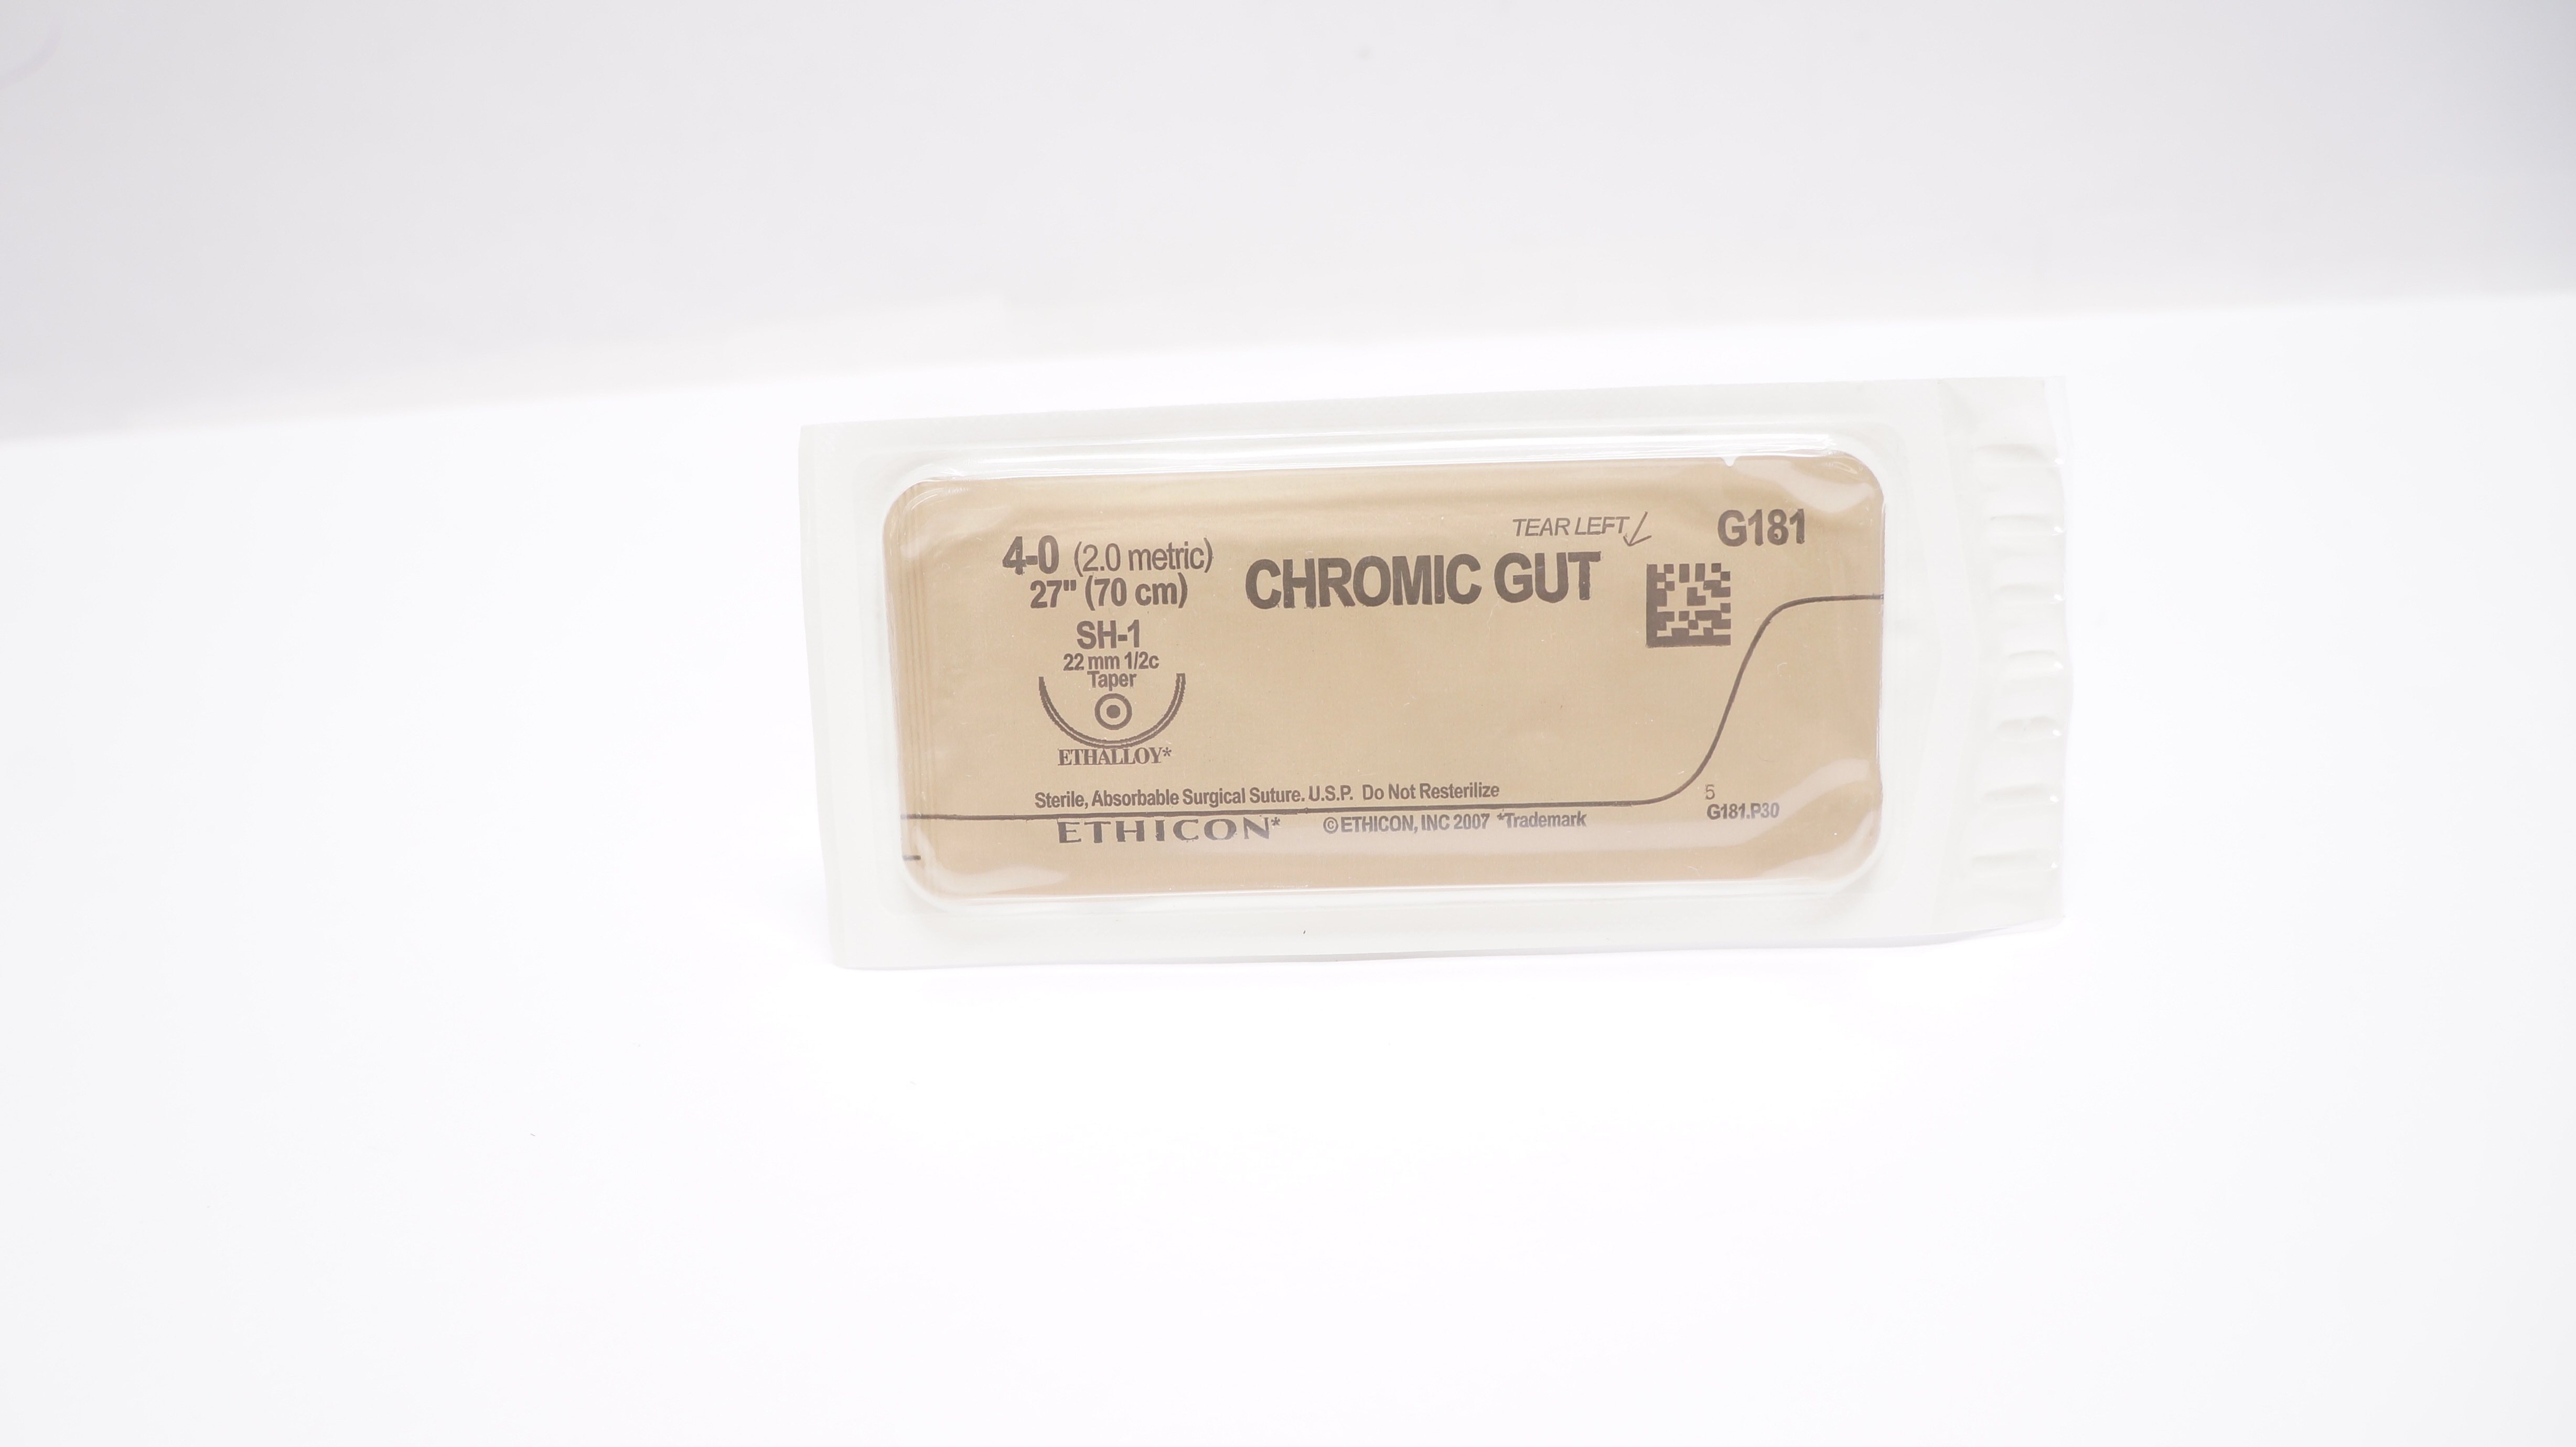 TEAR LEFT
G181
4-0 (2.0 metric)
27" (70 cm)
CHROMIC GUT
SH-1
22 mm 1/2c
Taper
ETHALLOY*
Sterile, Absorbable Surgical Suture. U.S.P. Do Not Resterilize
5
G181.P30
ETHICON* ©ETHICON, INC 2007 *Trademark